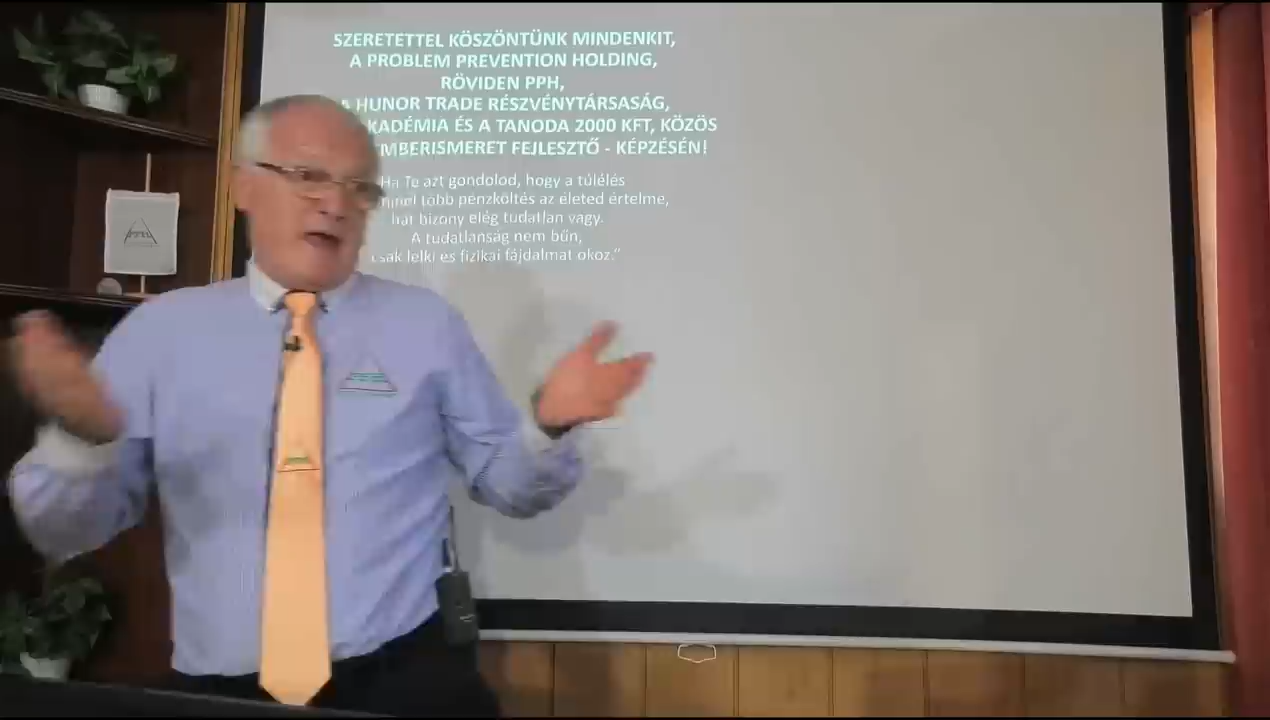 SZERETETTEL KÖSZÖNTÜNK MINDENKIT,
A PROBLEM PREVENTION HOLDING,
RÖVIDEN PPH,
HUNOR TRADE RÉSZVÉNYTÁRSASÁG,
KADÉMIA ÉS A TANODA 2000 KFT, KÖZÖS
MBERISMERET FEJLESZTŐ - KÉPZÉSÉN!
Ha Te azt gondolod, hogy a túlélés
több pénzköltés az életed értelme,
hát bizony elég tudatlan vagy.
A tudatlanság nem bűn,
csak lelki és fizikai fájdalmat okoz."